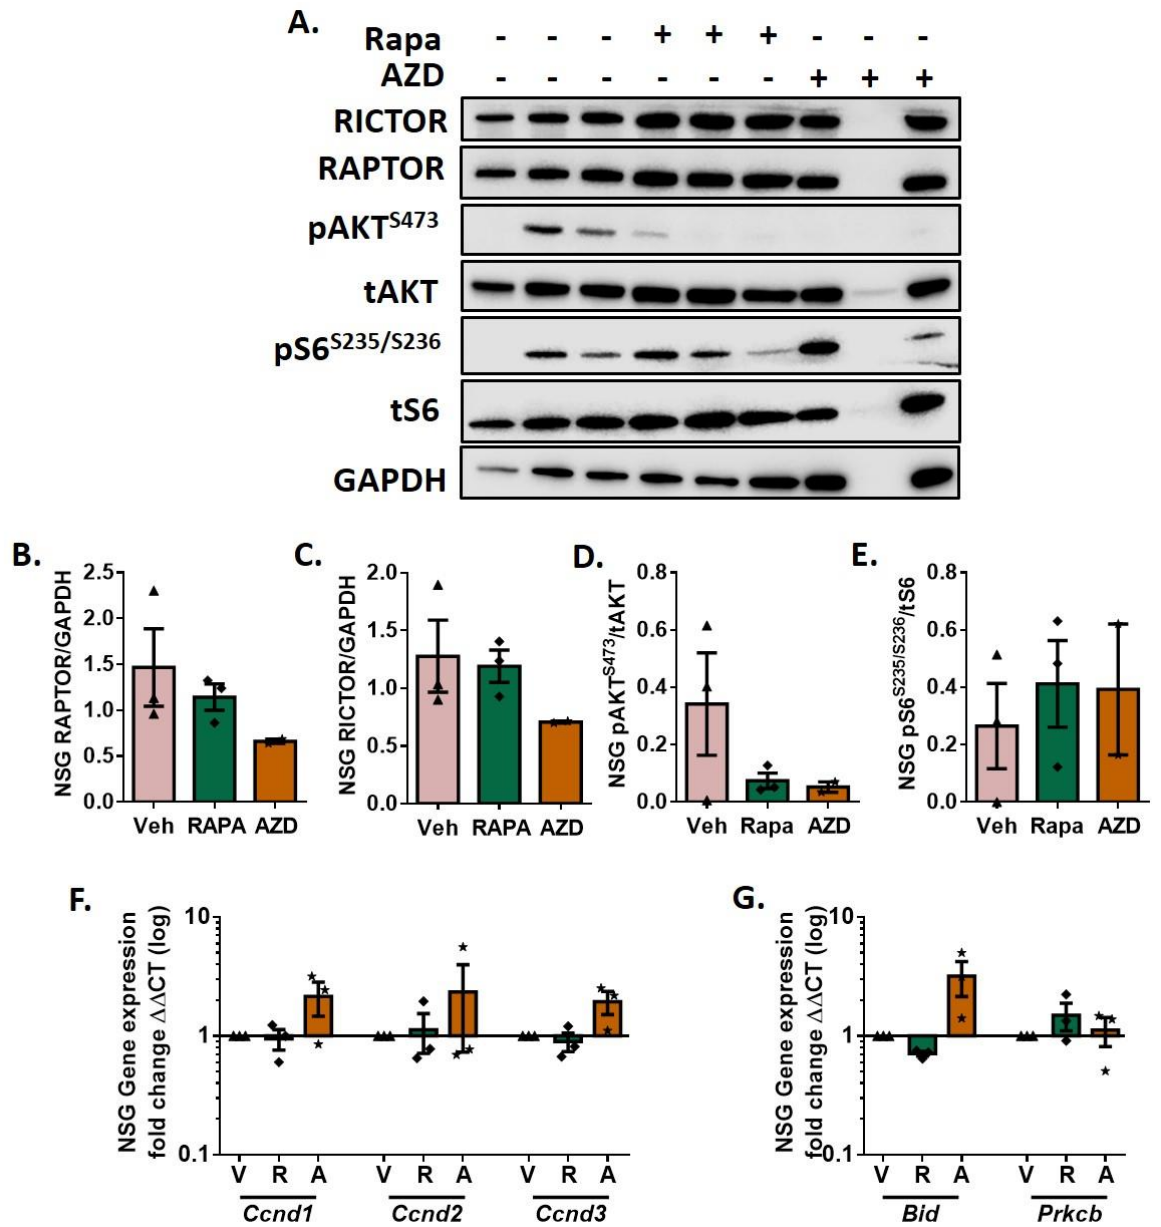 A.
Rapa - - - + + + - - -
AZD - - - - - - + + +
RICTOR
RAPTOR
pAKTS473
tAKT
pS6S235/S236
tS6
GAPDH
B.
NSG RAPTOR/GAPDH
2.5
2.0
1.5
1.0
0.5
0.0
Veh RAPA AZD
C.
NSG RICTOR/GAPDH
2.0
1.5
1.0
0.5
0.0
Veh RAPA AZD
D.
NSG pAKTS473/tAKT
0.8
0.6
0.4
0.2
0.0
Veh Rapa AZD
E.
NSG pS6S235/S236/tS6
0.8
0.6
0.4
0.2
0.0
Veh Rapa AZD
F.
NSG Gene expression
fold change ΔΔCT (log)
10
1
0.1
V R A V R A V R A
Ccnd1 Ccnd2 Ccnd3
G.
NSG Gene expression
fold change ΔΔCT (log)
10
1
0.1
V R A V R A
Bid Prkcb